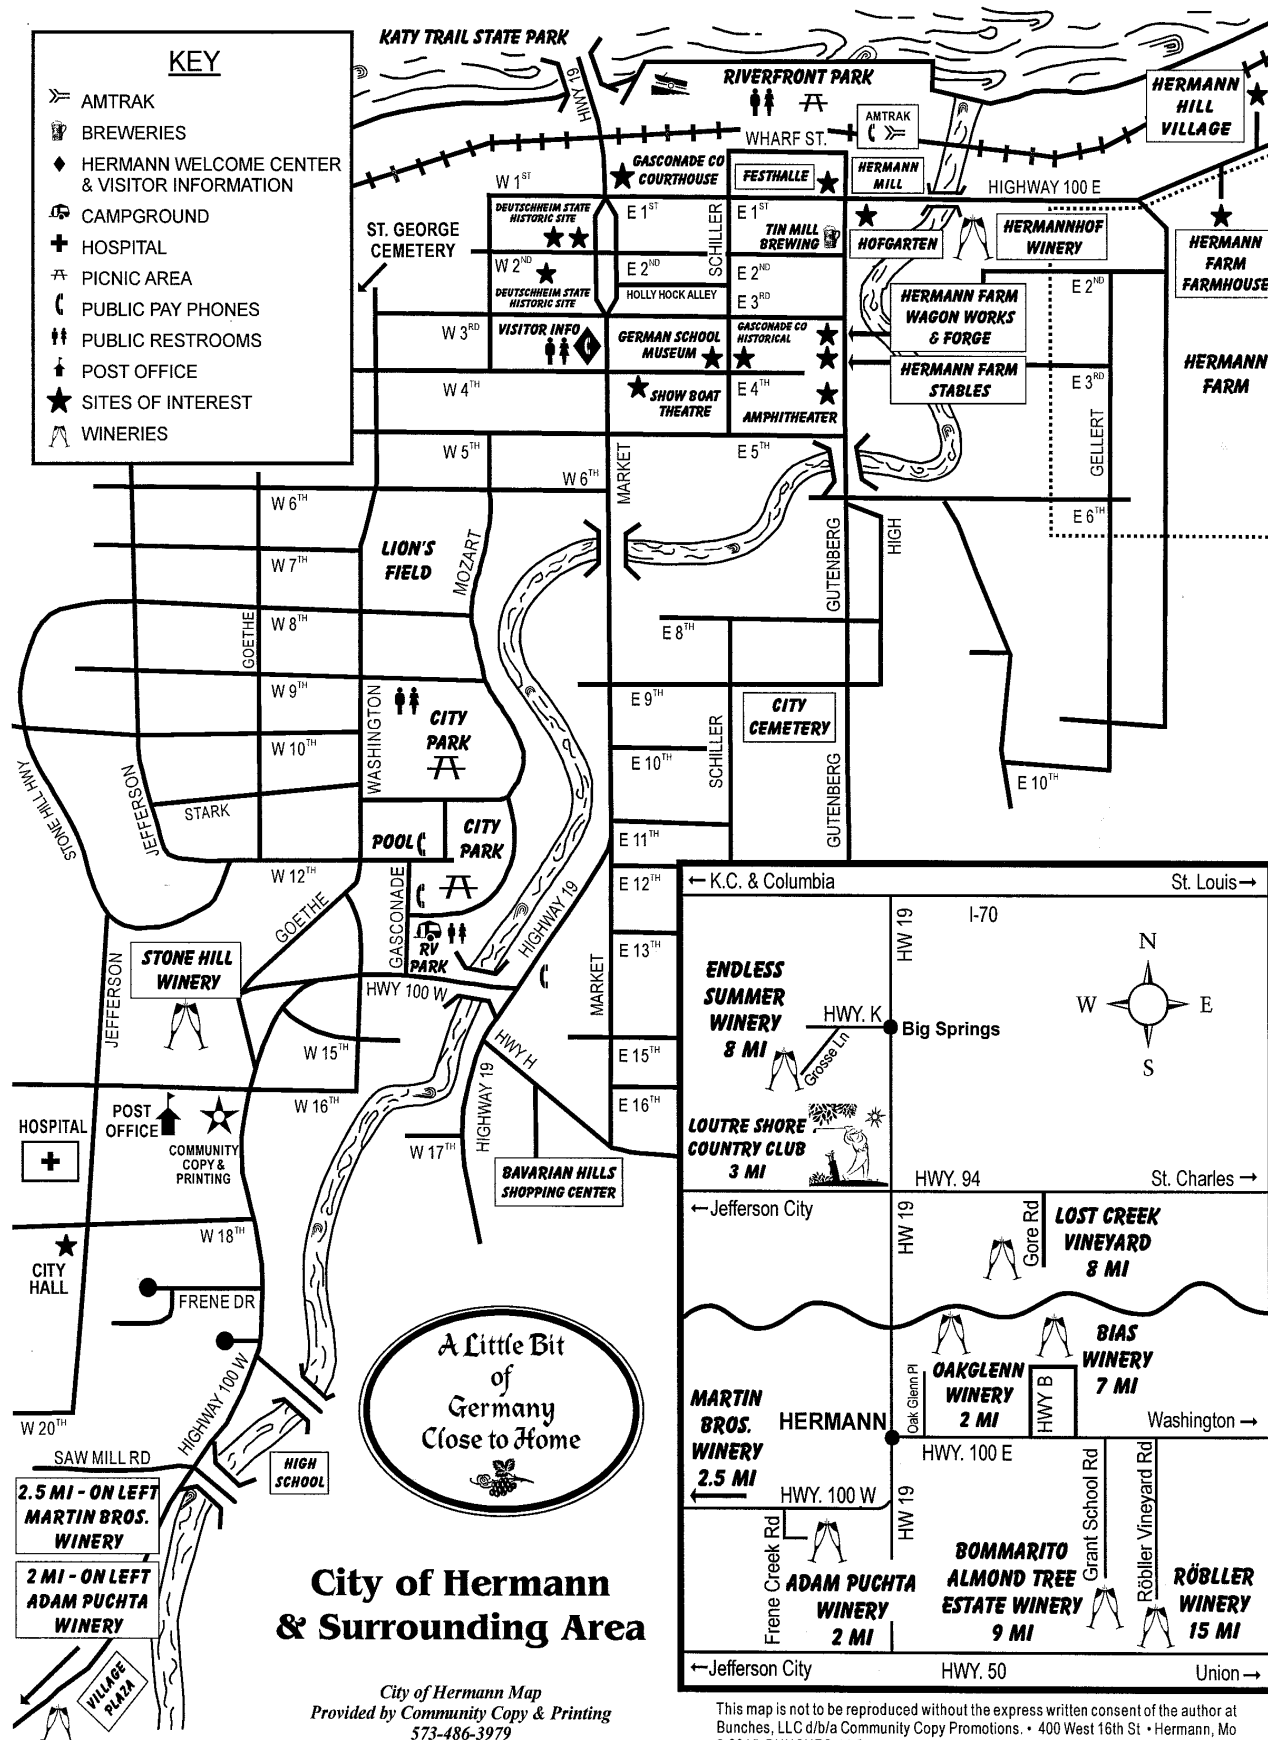 KEY
AMTRAK
BREWERIES
HERMANN WELCOME CENTER
& VISITOR INFORMATION
CAMPGROUND
HOSPITAL
PICNIC AREA
PUBLIC PAY PHONES
PUBLIC RESTROOMS
POST OFFICE
SITES OF INTEREST
WINERIES
KATY TRAIL STATE PARK
HWY 19
RIVERFRONT PARK
AMTRAK
WHARF ST.
HERMANN
HILL
VILLAGE
W 1ST
GASCONADE CO
COURTHOUSE
FESTHALLE
HERMANN
MILL
HIGHWAY 100 E
DEUTSCHHEIM STATE
HISTORIC SITE
E 1ST
SCHILLER
E 1ST
TIN MILL
BREWING
HOFGARTEN
HERMANNHOF
WINERY
HERMANN
FARM
FARMHOUSE
ST. GEORGE
CEMETERY
W 2ND
DEUTSCHHEIM STATE
HISTORIC SITE
E 2ND
HOLLY HOCK ALLEY
E 2ND
E 3RD
HERMANN FARM
WAGON WORKS
& FORGE
E 2ND
W 3RD
VISITOR INFO
GERMAN SCHOOL
MUSEUM
GASCONADE CO
HISTORICAL
HERMANN FARM
STABLES
E 3RD
HERMANN
FARM
W 4TH
SHOW BOAT
THEATRE
E 4TH
AMPHITHEATER
GELLERT
W 5TH
MARKET
E 5TH
W 6TH
W 6TH
E 6TH
LION'S
FIELD
MOZART
GUTENBERG
HIGH
W 7TH
GOETHE
W 8TH
E 8TH
W 9TH
WASHINGTON
CITY
PARK
E 9TH
CITY
CEMETERY
W 10TH
SCHILLER
E 10TH
GUTENBERG
E 10TH
STONE HILL HWY
JEFFERSON
STARK
POOL
CITY
PARK
E 11TH
W 12TH
GOETHE
GASCONADE
E 12TH
HIGHWAY 19
RV
PARK
E 13TH
MARKET
JEFFERSON
STONE HILL
WINERY
HWY 100 W
W 15TH
HWY H
E 15TH
W 16TH
HIGHWAY 19
E 16TH
HOSPITAL
POST
OFFICE
COMMUNITY
COPY &
PRINTING
W 17TH
BAVARIAN HILLS
SHOPPING CENTER
W 18TH
CITY
HALL
FRENE DR
HIGHWAY 100 W
W 20TH
SAW MILL RD
HIGH
SCHOOL
2.5 MI - ON LEFT
MARTIN BROS.
WINERY
2 MI - ON LEFT
ADAM PUCHTA
WINERY
VILLAGE
PLAZA
A Little Bit
of
Germany
Close to Home
City of Hermann
& Surrounding Area
City of Hermann Map
Provided by Community Copy & Printing
573-486-3979
←K.C. & Columbia
St. Louis→
HW 19
I-70
N
W E
S
ENDLESS
SUMMER
WINERY
8 MI
HWY. K
Big Springs
Grosse Ln
LOUTRE SHORE
COUNTRY CLUB
3 MI
HWY. 94
St. Charles →
←Jefferson City
HW 19
Gore Rd
LOST CREEK
VINEYARD
8 MI
OAKGLENN
WINERY
2 MI
Oak Glenn Pl
HWY B
BIAS
WINERY
7 MI
MARTIN
BROS.
WINERY
2.5 MI
HERMANN
Washington →
HWY. 100 E
HWY. 100 W
HW 19
Frene Creek Rd
ADAM PUCHTA
WINERY
2 MI
BOMMARITO
ALMOND TREE
ESTATE WINERY
9 MI
Grant School Rd
Röbller Vineyard Rd
RÖBLLER
WINERY
15 MI
←Jefferson City
HWY. 50
Union→
This map is not to be reproduced without the express written consent of the author at
Bunches, LLC d/b/a Community Copy Promotions. • 400 West 16th St • Hermann, Mo